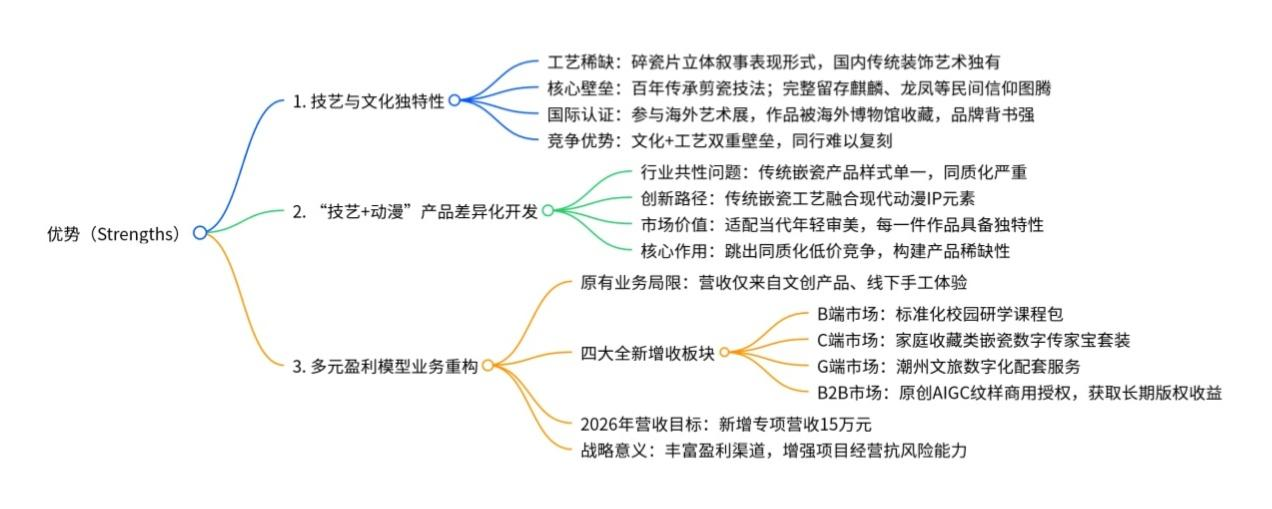 优势（Strengths）
1. 技艺与文化独特性
工艺稀缺：碎瓷片立体叙事表现形式，国内传统装饰艺术独有
核心壁垒：百年传承剪瓷技法；完整留存麒麟、龙凤等民间信仰图腾
国际认证：参与海外艺术展，作品被海外博物馆收藏，品牌背书强
竞争优势：文化+工艺双重壁垒，同行难以复刻
2. “技艺+动漫”产品差异化开发
行业共性问题：传统嵌瓷产品样式单一，同质化严重
创新路径：传统嵌瓷工艺融合现代动漫IP元素
市场价值：适配当代年轻审美，每一件作品具备独特性
核心作用：跳出同质化低价竞争，构建产品稀缺性
3. 多元盈利模型业务重构
原有业务局限：营收仅来自文创产品、线下手工体验
四大全新增收板块
B端市场：标准化校园研学课程包
C端市场：家庭收藏类嵌瓷数字传家宝套装
G端市场：潮州文旅数字化配套服务
B2B市场：原创AIGC纹样商用授权，获取长期版权收益
2026年营收目标：新增专项营收15万元
战略意义：丰富盈利渠道，增强项目经营抗风险能力